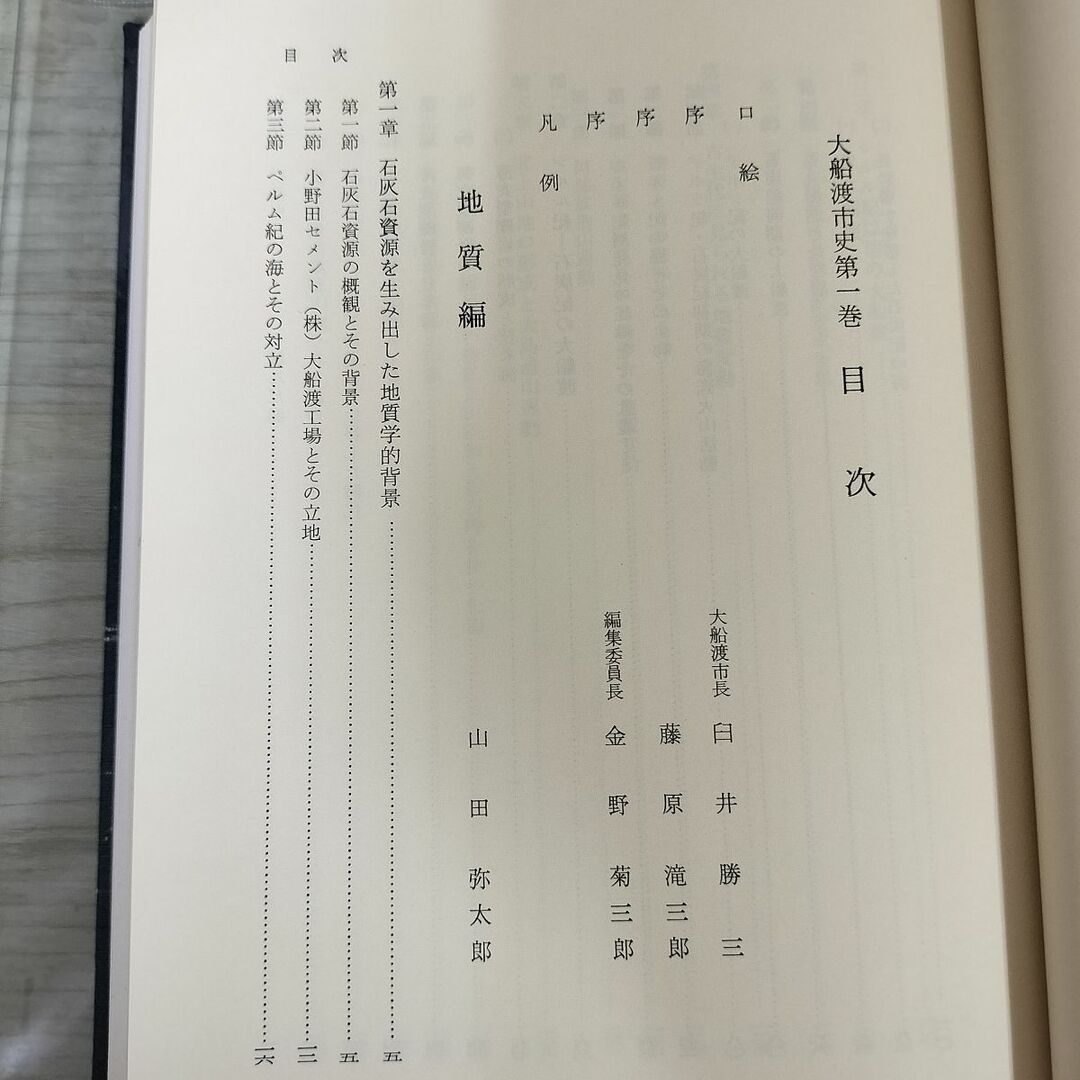 大船渡市史第一巻 目次
口絵
序 大船渡市長 臼井勝三
序 藤原滝三郎
序 編集委員長 金野菊三郎
凡例
地質編 山田弥太郎
第一章 石灰石資源を生み出した地質学的背景……五
第一節 石灰石資源の概観とその背景……五
第二節 小野田セメント(株)大船渡工場とその立地……一三
第三節 ペルム紀の海とその対立……一六
目次